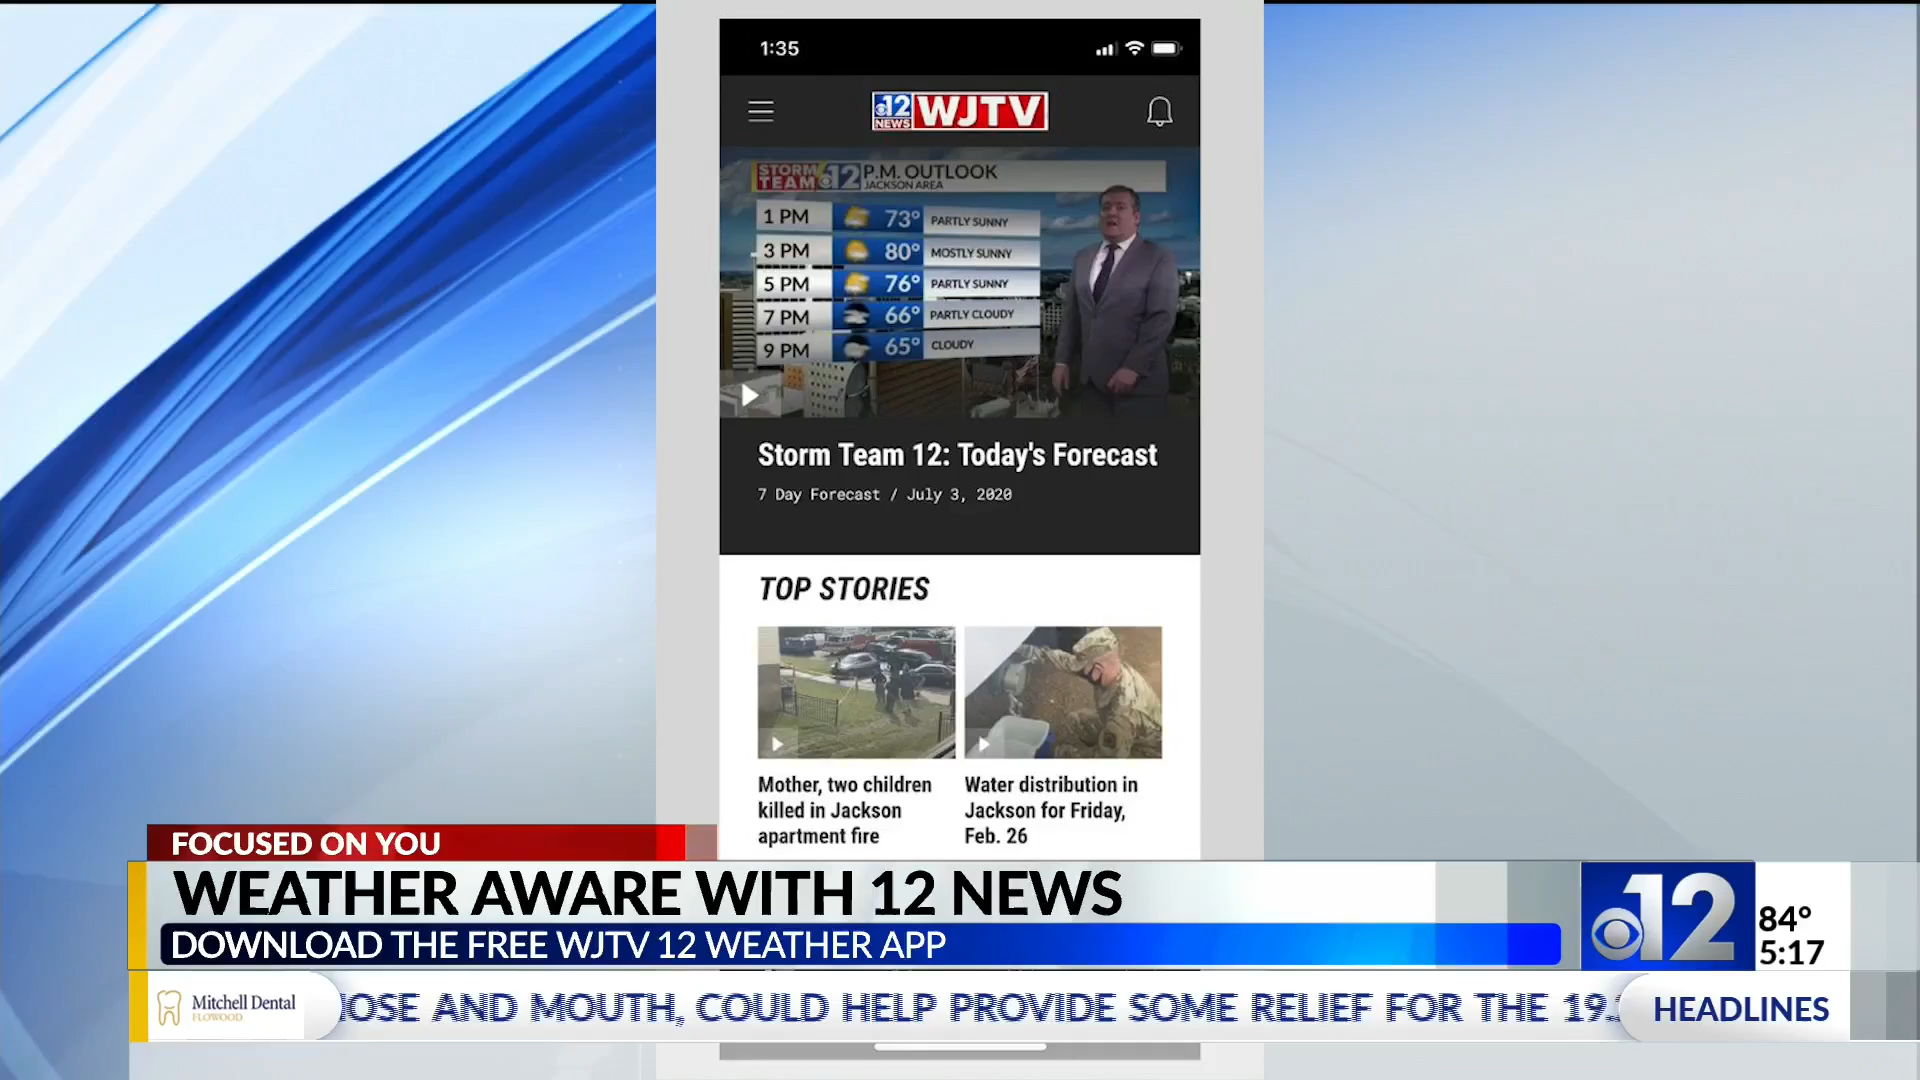 1:35
12 NEWS WJTV
STORM TEAM 12 P.M. OUTLOOK
JACKSON AREA
1 PM 73° PARTLY SUNNY
3 PM 80° MOSTLY SUNNY
5 PM 76° PARTLY SUNNY
7 PM 66° PARTLY CLOUDY
9 PM 65° CLOUDY
Storm Team 12: Today's Forecast
7 Day Forecast / July 3, 2020
TOP STORIES
Mother, two children
killed in Jackson
apartment fire
Water distribution in
Jackson for Friday,
Feb. 26
FOCUSED ON YOU
WEATHER AWARE WITH 12 NEWS
DOWNLOAD THE FREE WJTV 12 WEATHER APP
12
84°
5:17
Mitchell Dental
FLOWOOD
AND MOUTH, COULD HELP PROVIDE SOME RELIEF FOR THE
HEADLINES